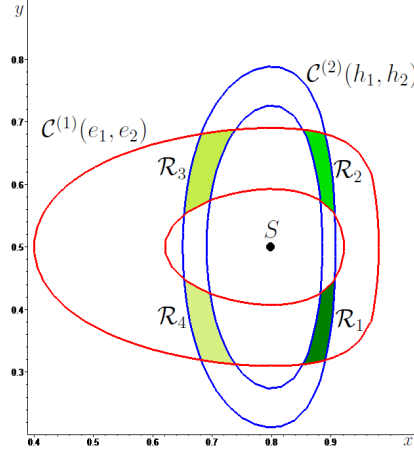 y
0.8
C^{(2)}(h_1, h_2)
0.7
C^{(1)}(e_1, e_2)
R_3
R_2
0.6
S
0.5
0.4
R_4
R_1
0.3
0.4 0.5 0.6 0.7 0.8 0.9 x